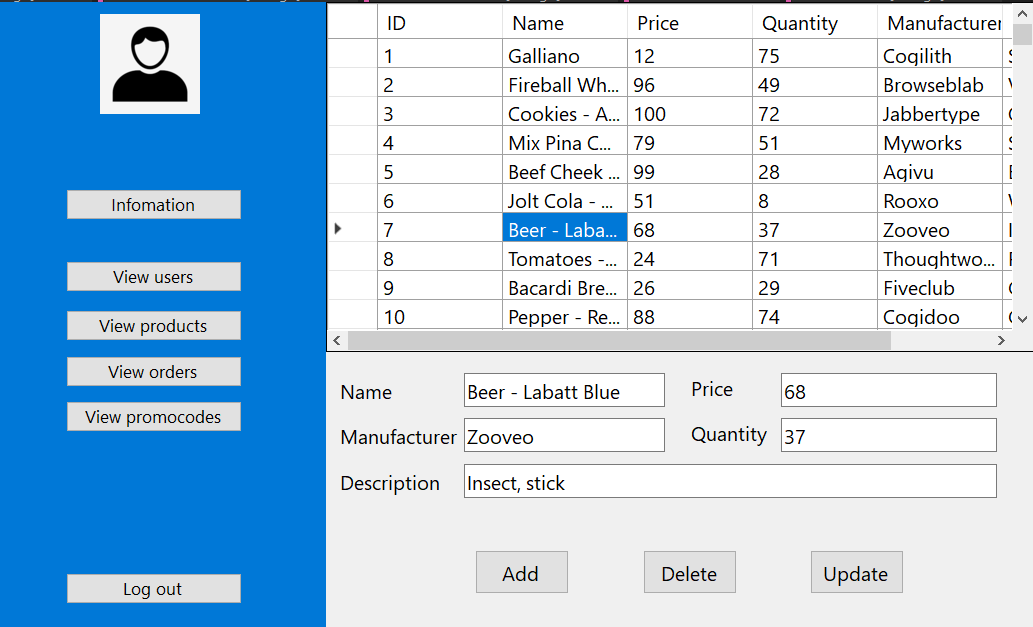 Infomation
View users
View products
View orders
View promocodes
Log out
ID Name Price Quantity Manufacturer
1 Galliano 12 75 Cogilith
2 Fireball Wh... 96 49 Browseblab
3 Cookies - A... 100 72 Jabbertype
4 Mix Pina C... 79 51 Myworks
5 Beef Cheek ... 99 28 Agivu
6 Jolt Cola - ... 51 8 Rooxo
7 Beer - Laba... 68 37 Zooveo
8 Tomatoes -... 24 71 Thoughtwo...
9 Bacardi Bre... 26 29 Fiveclub
10 Pepper - Re... 88 74 Cogidoo
Name Beer - Labatt Blue Price 68
Manufacturer Zooveo Quantity 37
Description Insect, stick
Add Delete Update